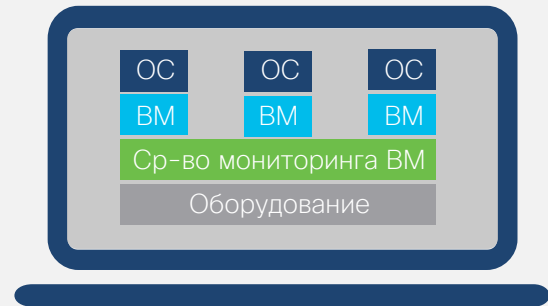 ОС ОС ОС
ВМ ВМ ВМ
Ср-во мониторинга ВМ
Оборудование